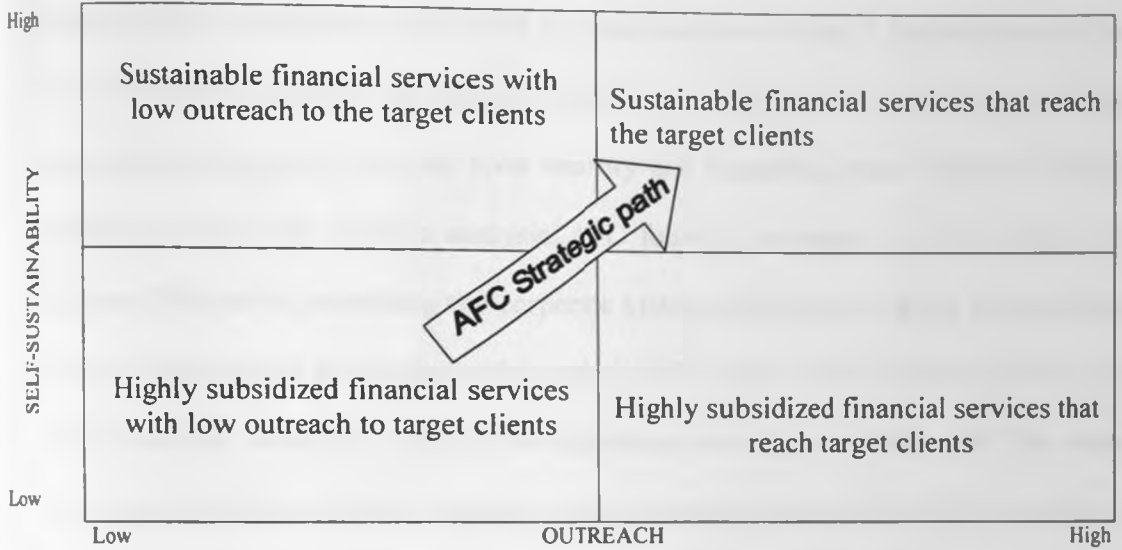 High
Sustainable financial services with
low outreach to the target clients
Sustainable financial services that reach
the target clients
SELF-SUSTAINABILITY
AFC Strategic path
Highly subsidized financial services
with low outreach to target clients
Highly subsidized financial services that
reach target clients
Low
Low
OUTREACH
High